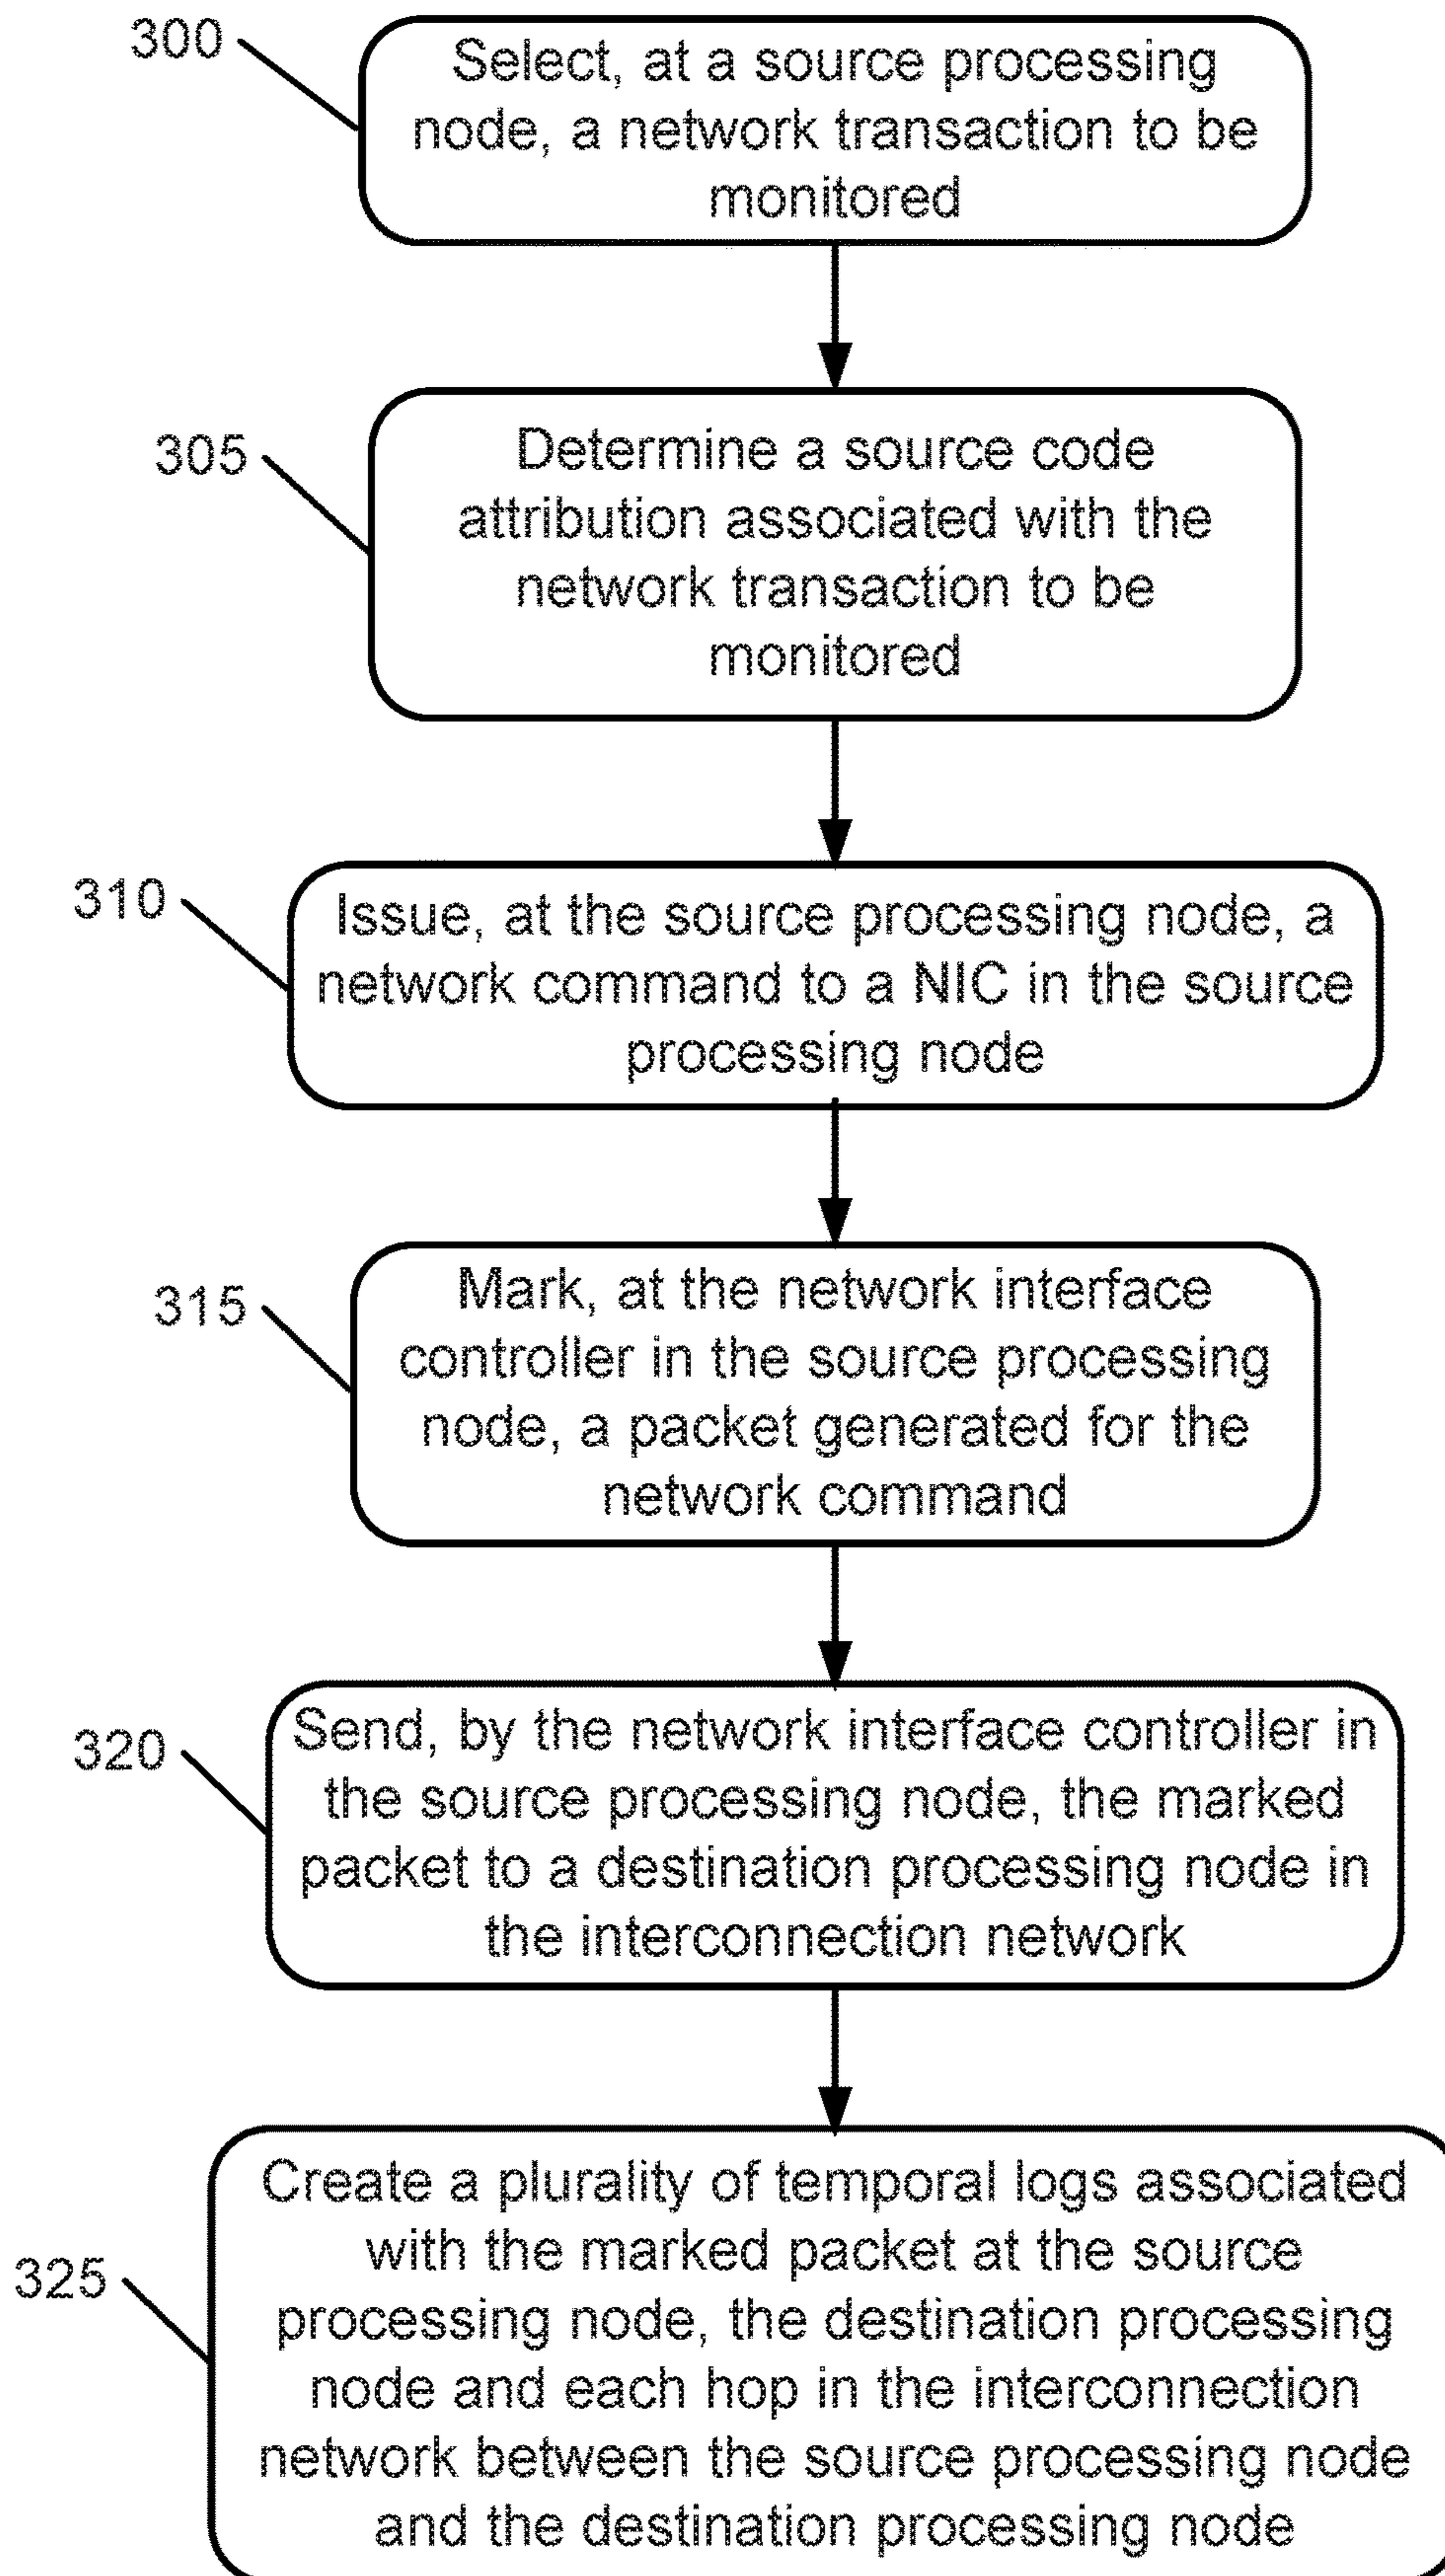 300
Select, at a source processing
node, a network transaction to be
monitored
305
Determine a source code
attribution associated with the
network transaction to be
monitored
310
Issue, at the source processing node, a
network command to a NIC in the source
processing node
315
Mark, at the network interface
controller in the source processing
node, a packet generated for the
network command
320
Send, by the network interface controller in
the source processing node, the marked
packet to a destination processing node in
the interconnection network
325
Create a plurality of temporal logs associated
with the marked packet at the source
processing node, the destination processing
node and each hop in the interconnection
network between the source processing node
and the destination processing node